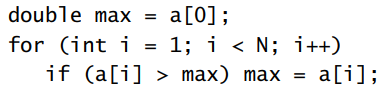 double max = a[0];
for (int i = 1; i < N; i++)
   if (a[i] > max) max = a[i];